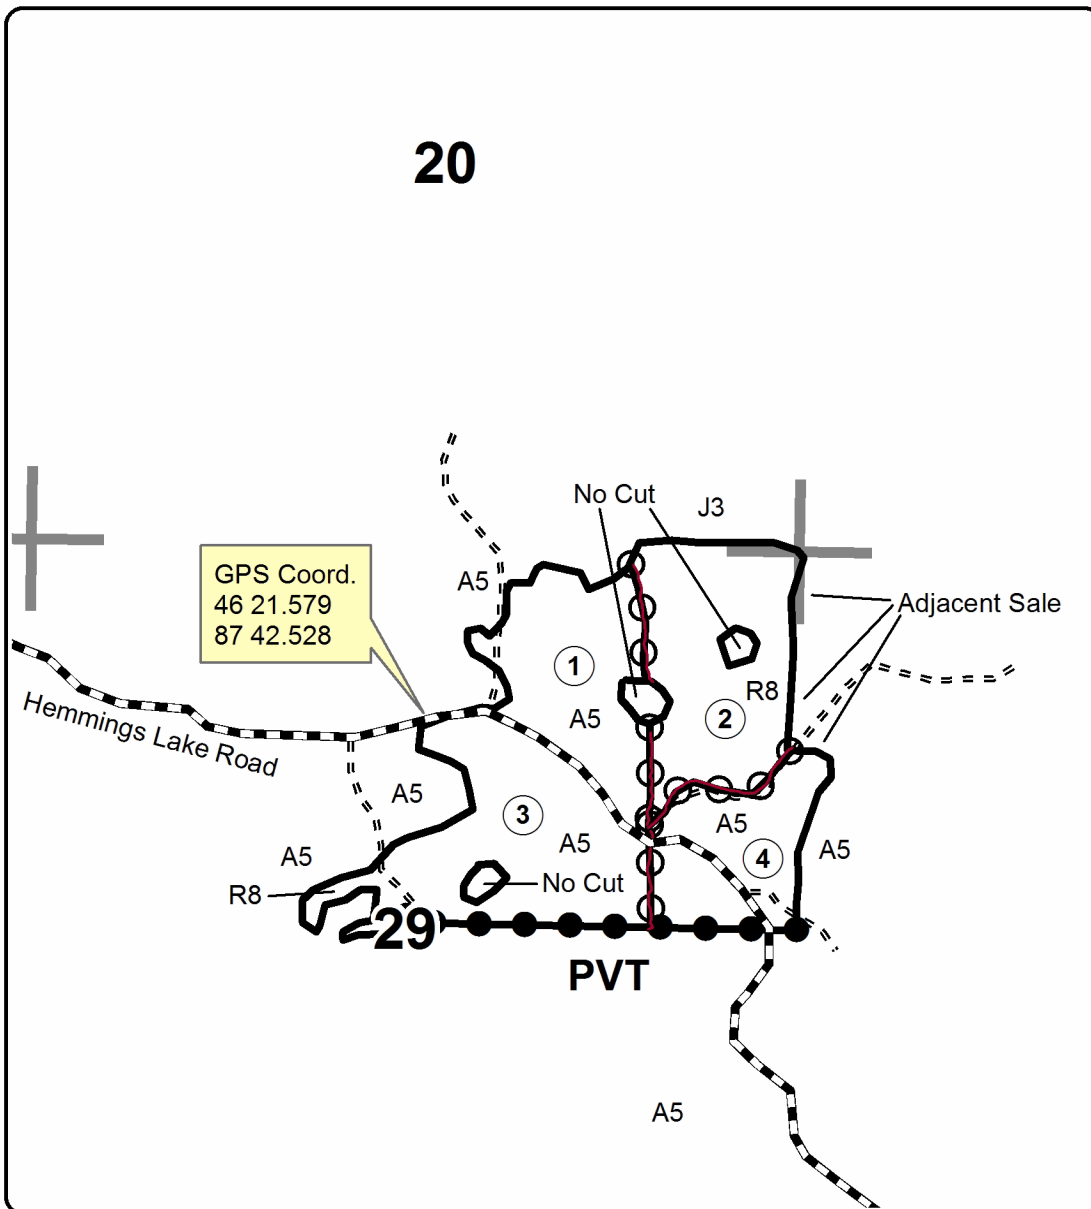 20
No Cut
J3
GPS Coord.
46 21.579
87 42.528
A5
Adjacent Sale
1
R8
2
A5
Hemmings Lake Road
A5
3
A5
A5
4
A5
A5
R8
No Cut
29
PVT
A5